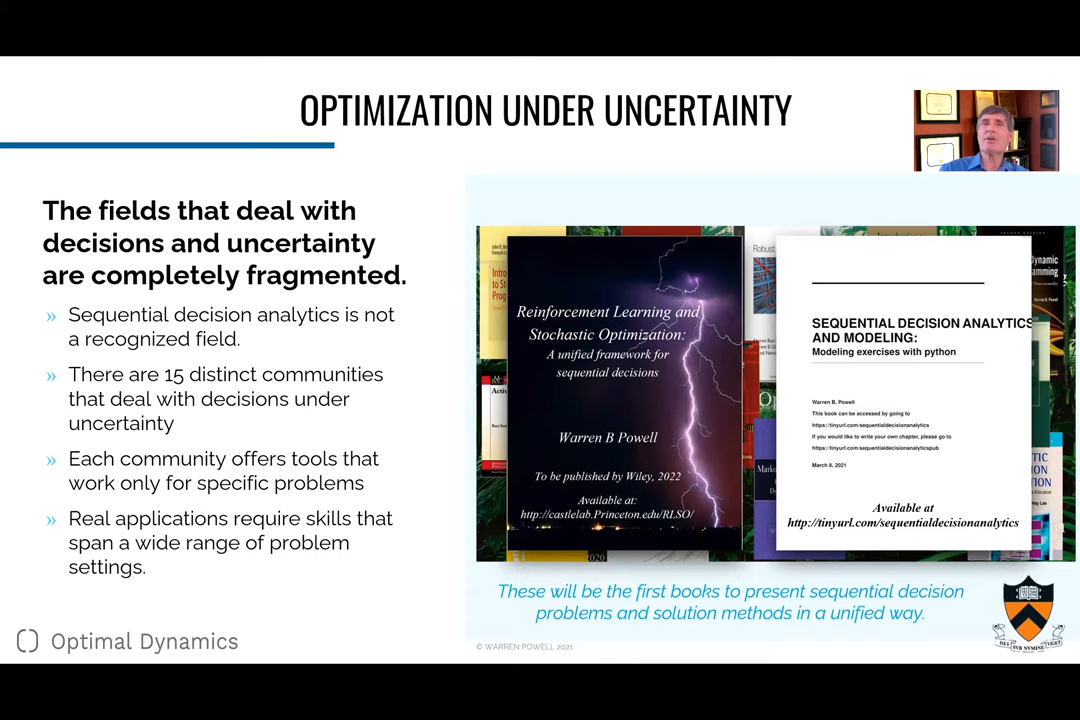 OPTIMIZATION UNDER UNCERTAINTY
The fields that deal with
decisions and uncertainty
are completely fragmented.
» Sequential decision analytics is not
a recognized field.
» There are 15 distinct communities
that deal with decisions under
uncertainty
» Each community offers tools that
work only for specific problems
» Real applications require skills that
span a wide range of problem
settings.
Optimal Dynamics
Reinforcement Learning and
Stochastic Optimization:
A unified framework for
sequential decisions
Warren B Powell
To be published by Wiley, 2022
Available at:
http://castlelab.Princeton.edu/RLSO/
Robust
SEQUENTIAL DECISION ANALYTICS
AND MODELING:
Modeling exercises with python
Warren B. Powell
This book can be accessed by going to
https://tinyurl.com/sequentialdecisionanalytics
If you would like to write your own chapter, please go to
https://tinyurl.com/sequentialdecisionanalyticspub
March 8, 2021
Available at
http://tinyurl.com/sequentialdecisionanalytics
These will be the first books to present sequential decision
problems and solution methods in a unified way.
© WARREN POWELL 2021